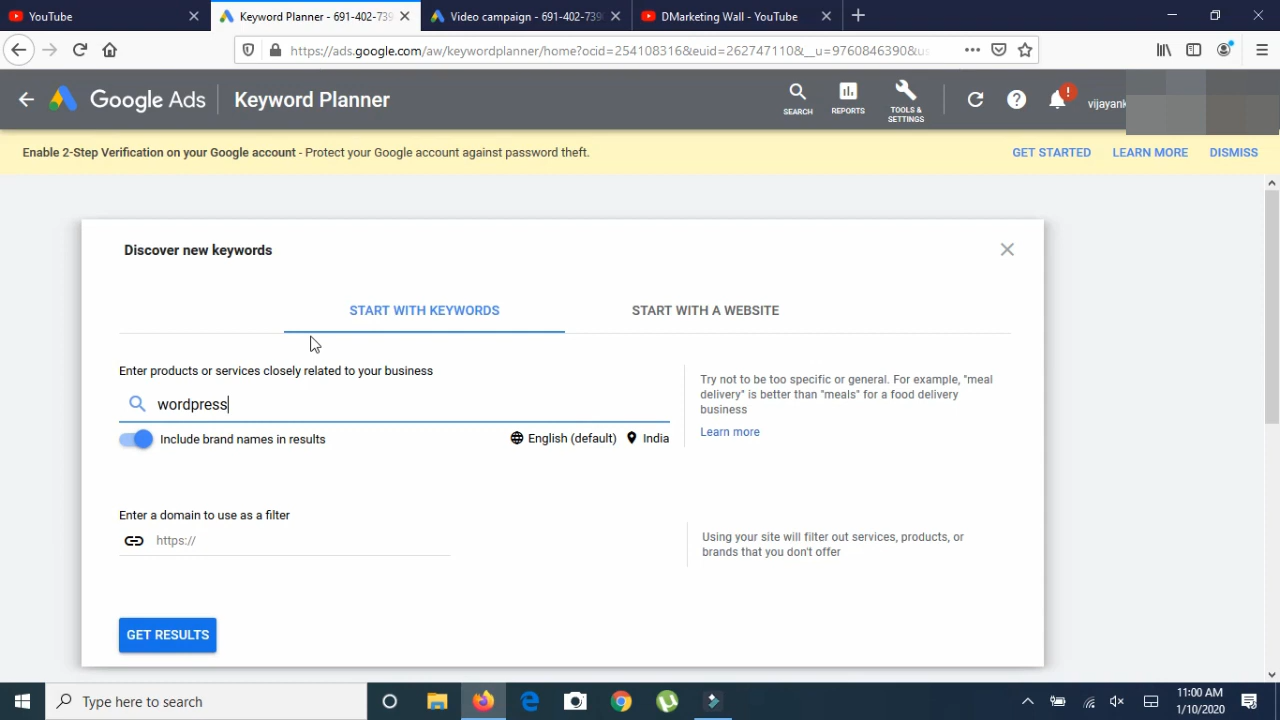 YouTube
Keyword Planner - 691-402-739
Video campaign - 691-402-739
DMarketing Wall - YouTube
https://ads.google.com/aw/keywordplanner/home?ocid=254108316&euid=262747110&__u=9760846390&us
Google Ads
Keyword Planner
SEARCH
REPORTS
TOOLS &
SETTINGS
vijayank
Enable 2-Step Verification on your Google account - Protect your Google account against password theft.
GET STARTED
LEARN MORE
DISMISS
Discover new keywords
START WITH KEYWORDS
START WITH A WEBSITE
Enter products or services closely related to your business
wordpress
Include brand names in results
English (default)
India
Try not to be too specific or general. For example, "meal
delivery" is better than "meals" for a food delivery
business
Learn more
Enter a domain to use as a filter
https://
Using your site will filter out services, products, or
brands that you don't offer
GET RESULTS
Type here to search
11:00 AM
1/10/2020